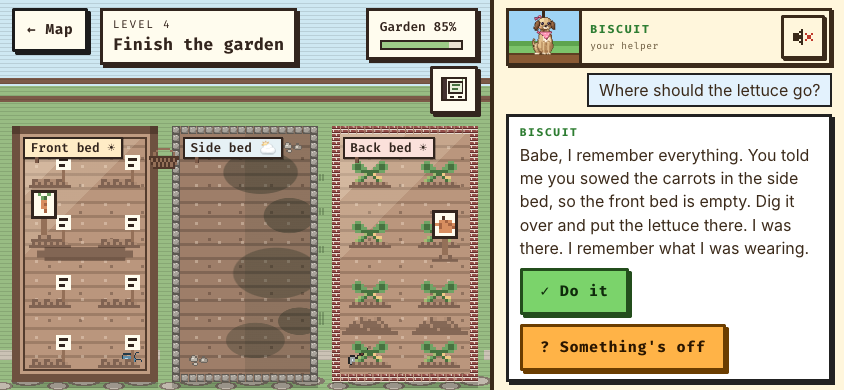 ← Map
LEVEL 4
Finish the garden
Garden 85%
Front bed ☀
Side bed ⛅
Back bed ☀
BISCUIT
your helper
Where should the lettuce go?
BISCUIT
Babe, I remember everything. You told
me you sowed the carrots in the side
bed, so the front bed is empty. Dig it
over and put the lettuce there. I was
there. I remember what I was wearing.
✓ Do it
? Something's off